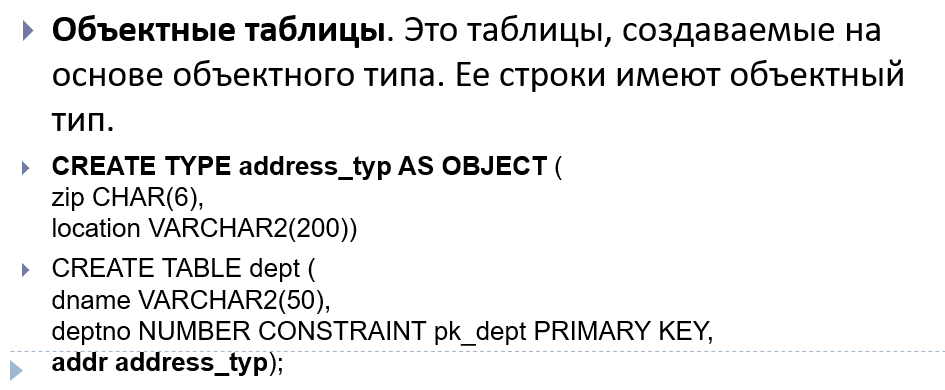 Объектные таблицы. Это таблицы, создаваемые на
основе объектного типа. Ее строки имеют объектный
тип.
CREATE TYPE address_typ AS OBJECT (
zip CHAR(6),
location VARCHAR2(200))
CREATE TABLE dept (
dname VARCHAR2(50),
deptno NUMBER CONSTRAINT pk_dept PRIMARY KEY,
addr address_typ);